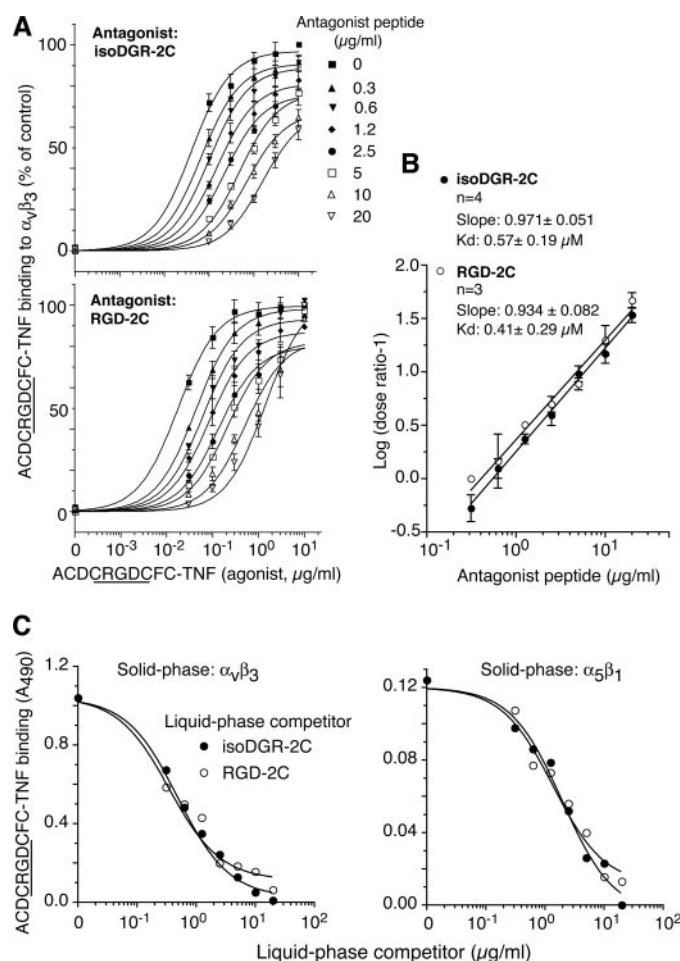 A
Antagonist:
isoDGR-2C
Antagonist peptide
(µg/ml)
0
0.3
0.6
1.2
2.5
5
10
20
100
50
0
Antagonist:
RGD-2C
100
50
0
0 10-3 10-2 10-1 100 101
ACDCRGDCFC-TNF binding to αvβ3 (% of control)
ACDCRGDCFC-TNF (agonist, µg/ml)
B
isoDGR-2C
n=4
Slope: 0.971± 0.051
Kd: 0.57± 0.19 µM
RGD-2C
n=3
Slope: 0.934 ± 0.082
Kd: 0.41± 0.29 µM
2.0
1.5
1.0
0.5
0.0
-0.5
Log (dose ratio-1)
10-1 100 101 102
Antagonist peptide (µg/ml)
C
Solid-phase: αvβ3
Liquid-phase competitor
isoDGR-2C
RGD-2C
1.2
0.9
0.6
0.3
0.0
ACDCRGDCFC-TNF binding (A490)
0 10-1 100 101 102
Solid-phase: α5β1
0.12
0.08
0.04
0.00
0 10-1 100 101 102
Liquid-phase competitor (µg/ml)